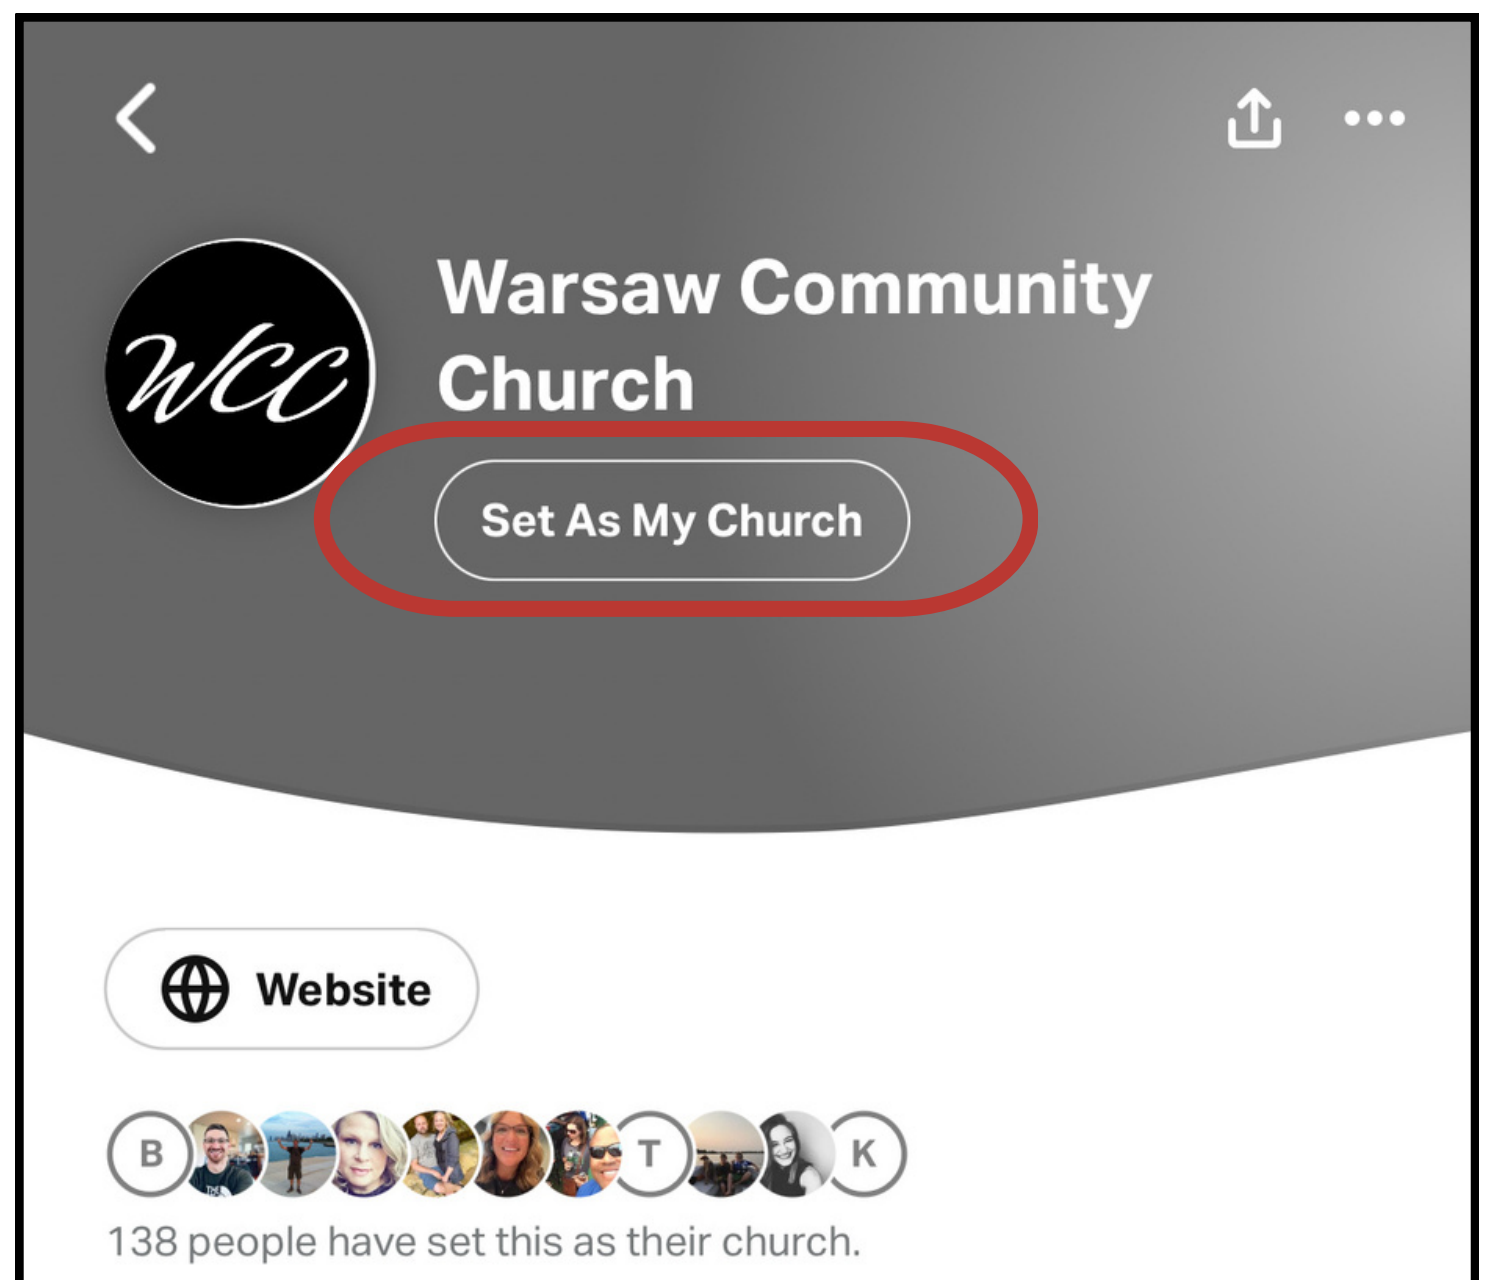 WCC
Warsaw Community
Church
Set As My Church
Website
B
T
K
138 people have set this as their church.